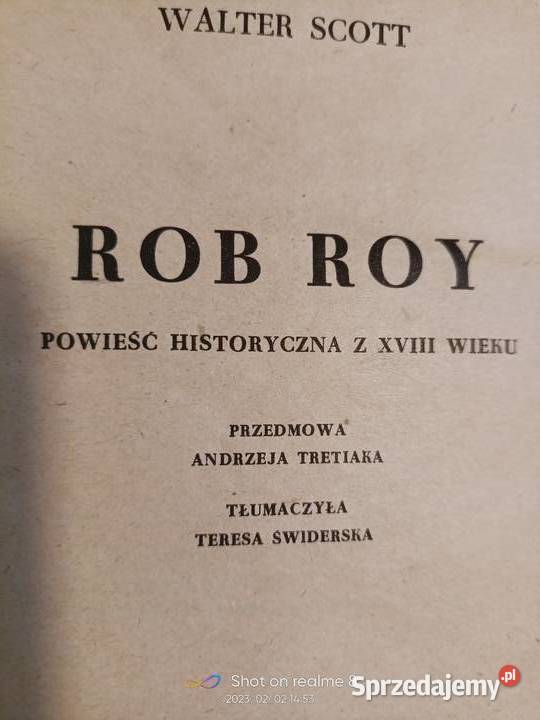 WALTER SCOTT
ROB ROY
POWIEŚĆ HISTORYCZNA Z XVIII WIEKU
PRZEDMOWA
ANDRZEJA TRETIAKA
TŁUMACZYŁA
TERESA ŚWIDERSKA
Shot on realme 8
2023/02/02 14:53
Sprzedajemy.pl